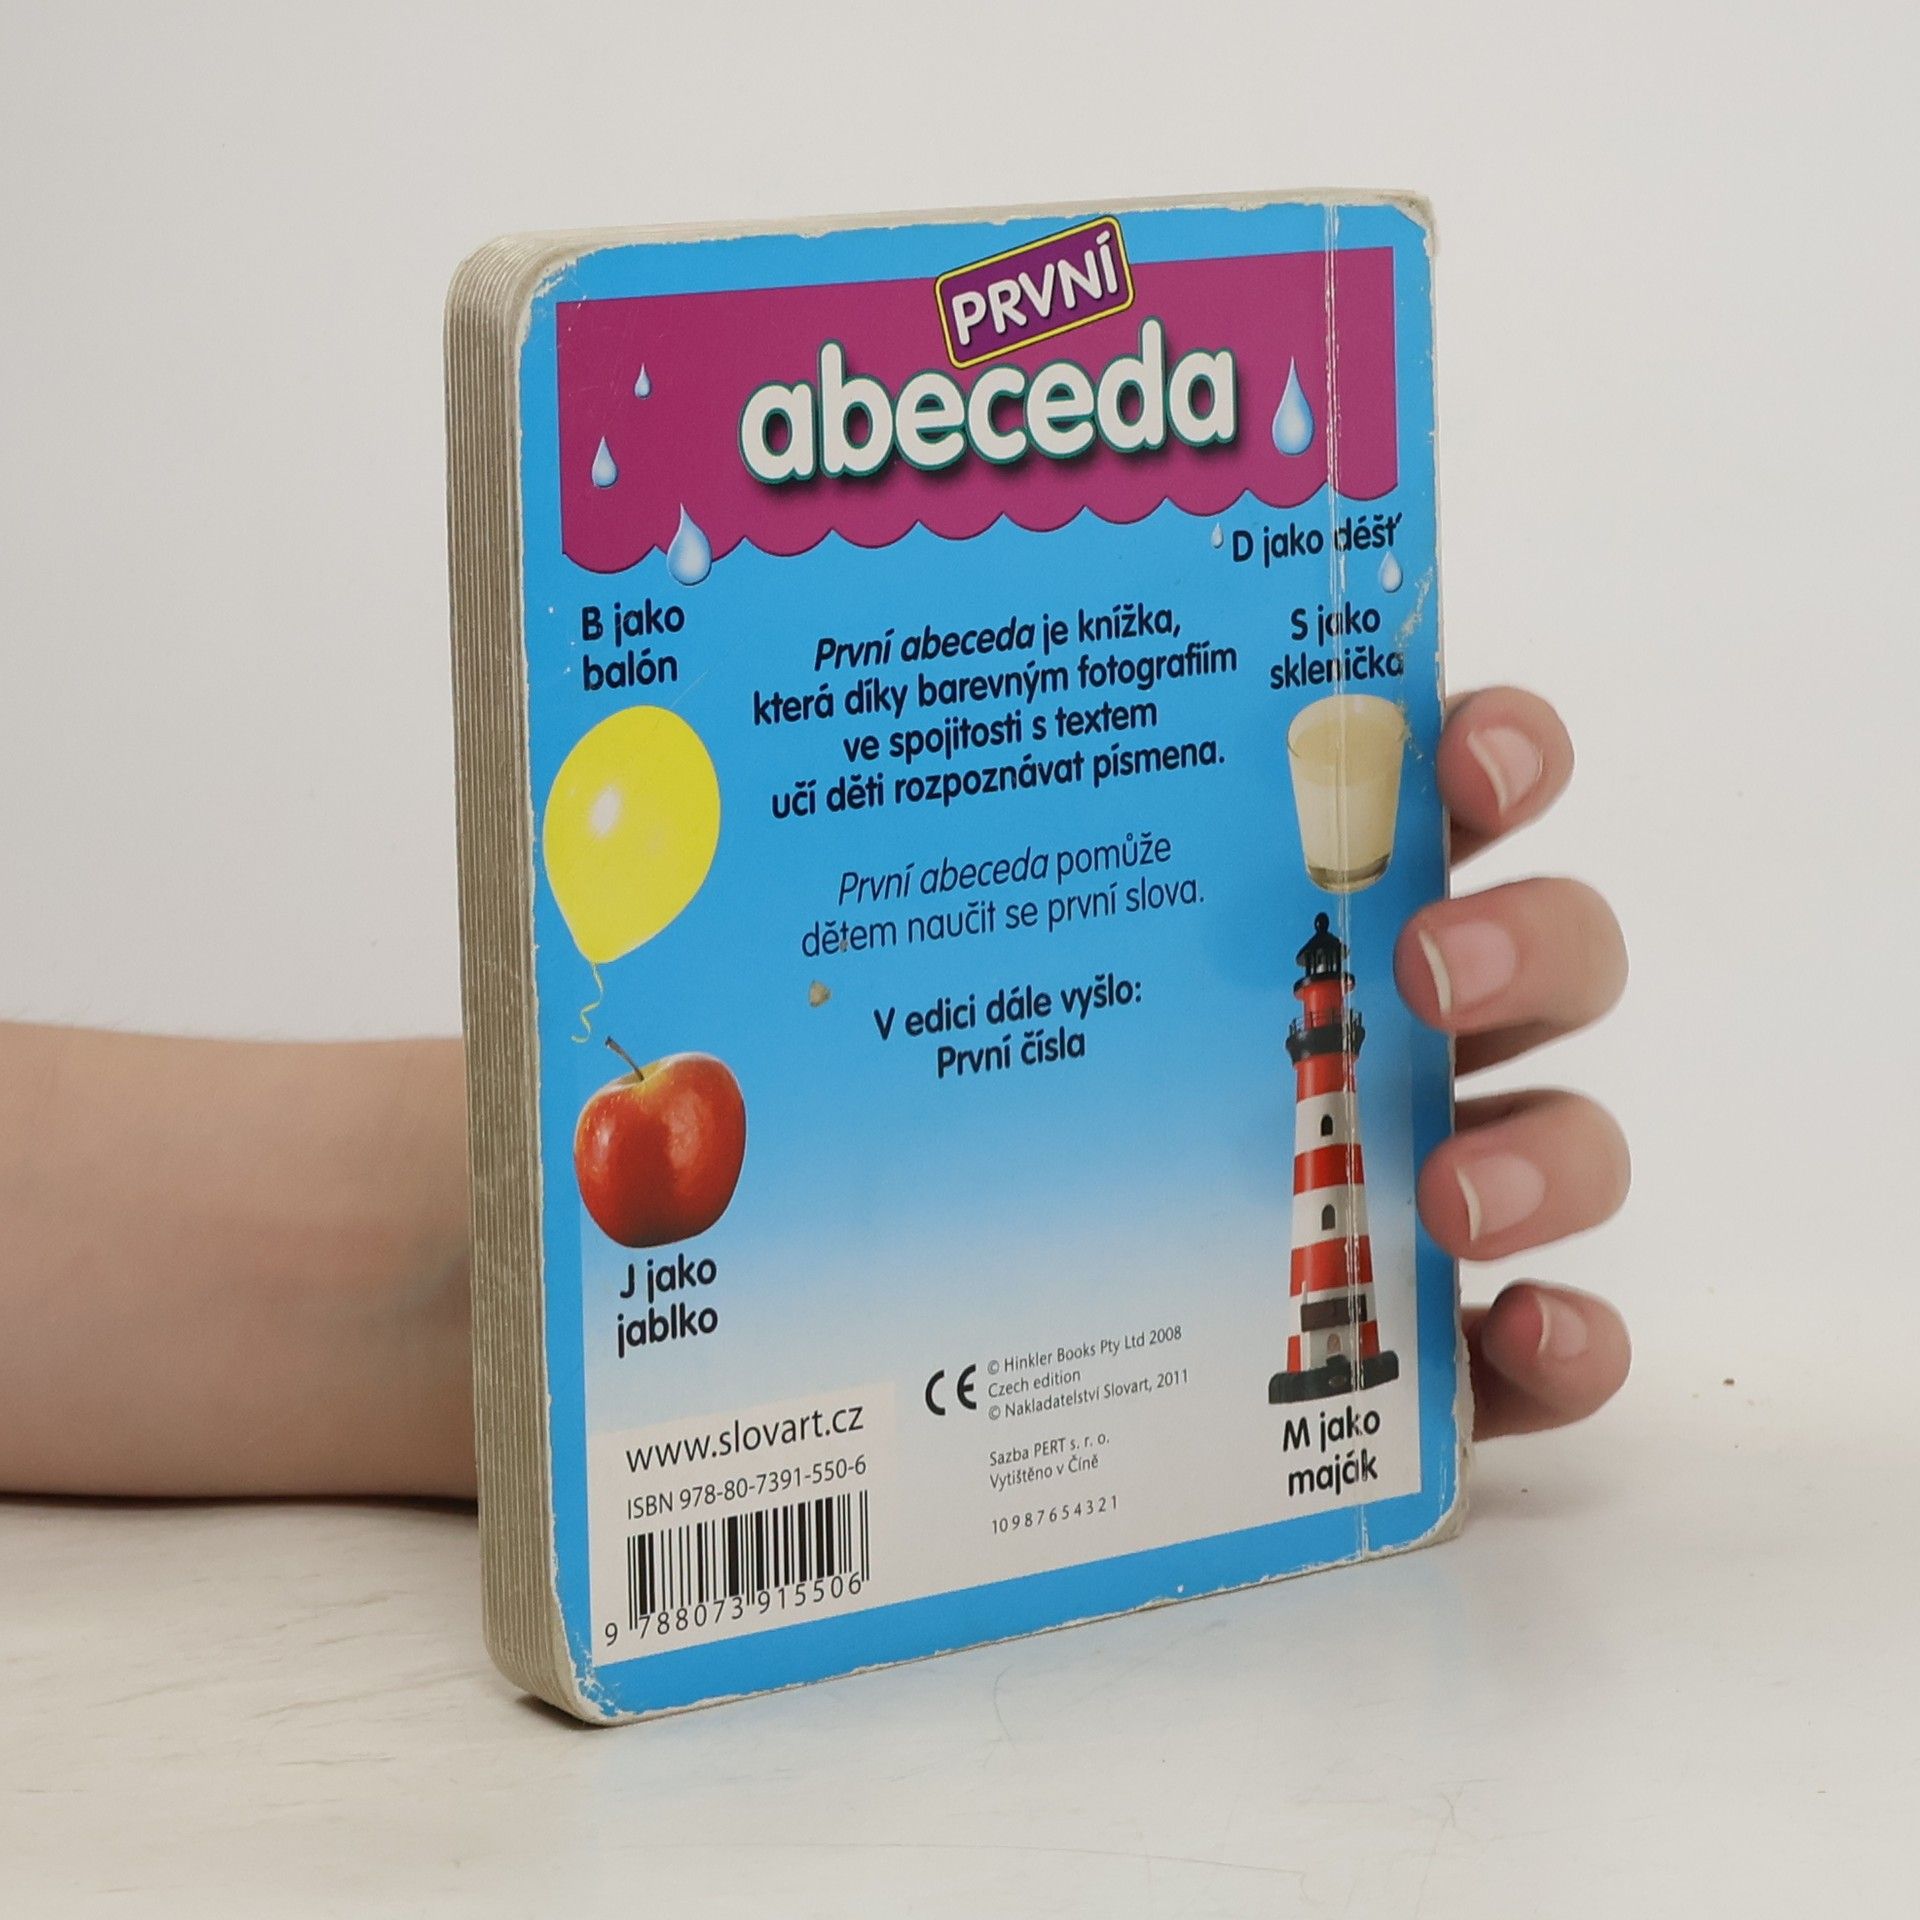 PRVNÍ
abeceda
D jako déšť
B jako
balón
První abeceda je knížka,
která díky barevným fotografiím
ve spojitosti s textem
učí děti rozpoznávat písmena.
S jako
sklenička
První abeceda pomůže
dětem naučit se první slova.
V edici dále vyšlo:
První čísla
J jako
jablko
M jako
maják
CE
© Hinkler Books Pty Ltd 2008
Czech edition
© Nakladatelství Slovart, 2011
Sazba PERT s. r. o.
Vytištěno v Číně
10 9 8 7 6 5 4 3 2 1
www.slovart.cz
ISBN 978-80-7391-550-6
9 788073 915506